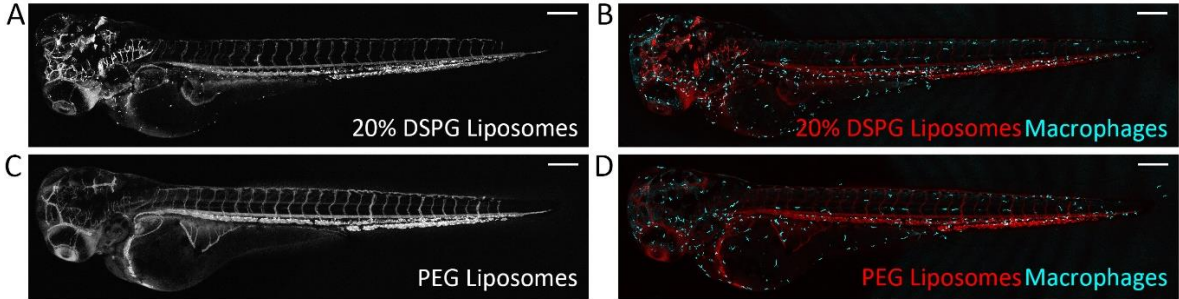 A
20% DSPG Liposomes
B
20% DSPG Liposomes Macrophages
C
PEG Liposomes
D
PEG Liposomes Macrophages